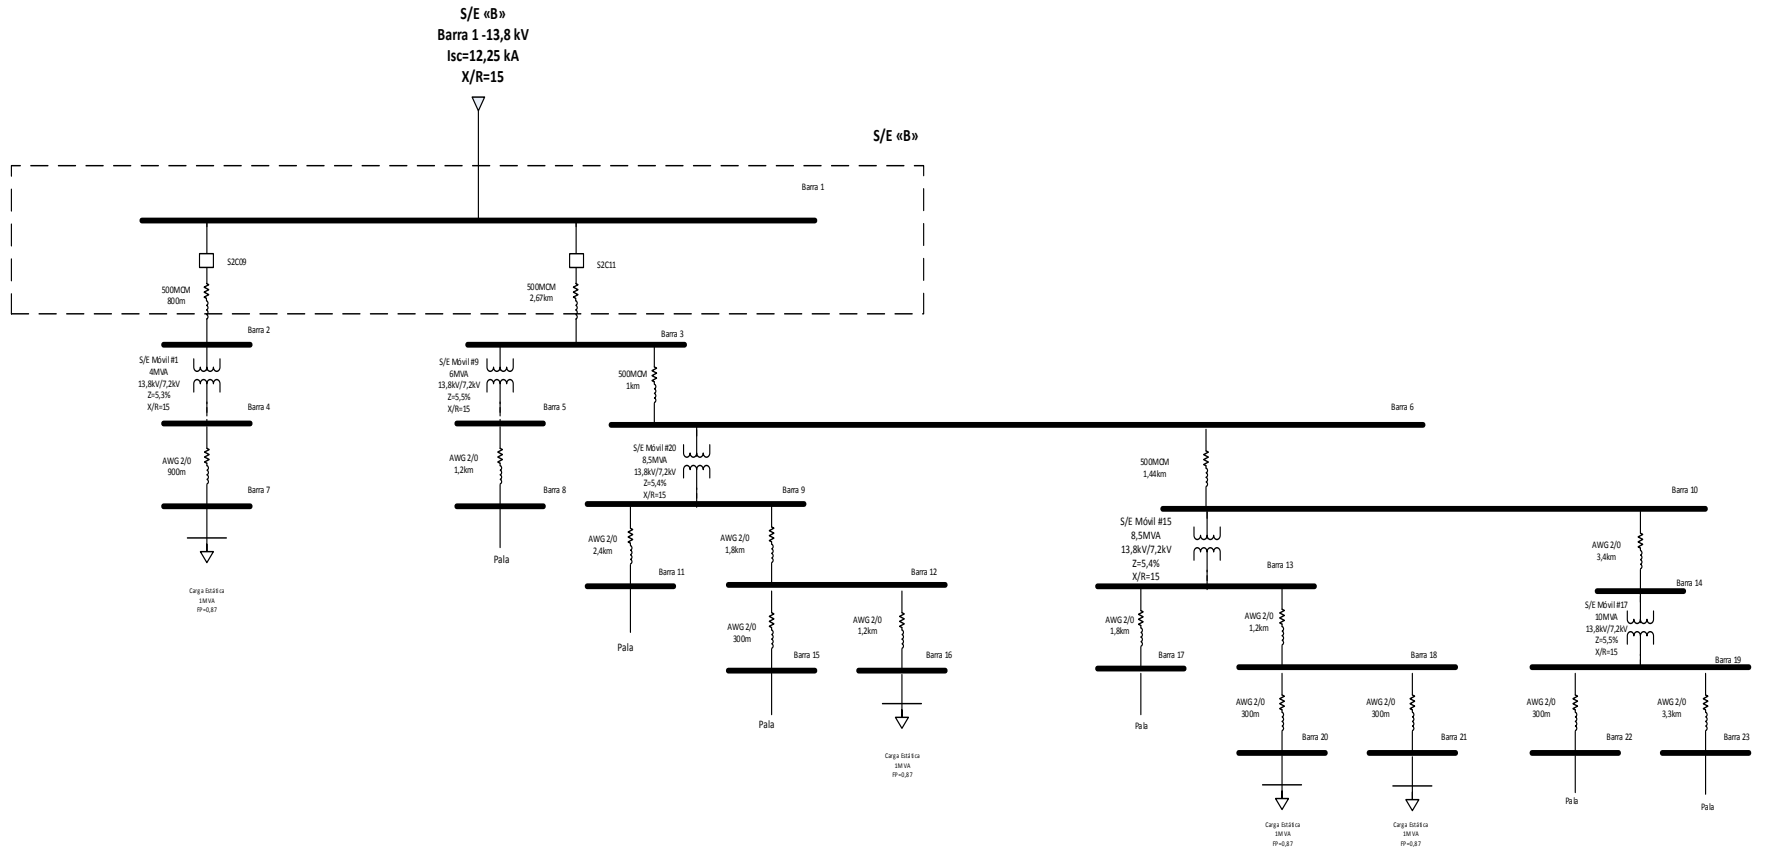 S/E «B»
Barra 1 -13,8 kV
Isc=12,25 kA
X/R=15
S/E «B»
Barra 1
S2C09
S2C11
500MCM
800m
500MCM
2,67km
Barra 2
Barra 3
S/E Móvil #1
4MVA
13,8kV/7,2kV
Z=5,3%
X/R=15
S/E Móvil #9
6MVA
13,8kV/7,2kV
Z=5,5%
X/R=15
500MCM
1km
Barra 4
Barra 5
Barra 6
AWG 2/0
900m
AWG 2/0
1,2km
S/E Móvil #20
8,5MVA
13,8kV/7,2kV
Z=5,4%
X/R=15
500MCM
1,44km
Barra 7
Barra 8
Barra 9
Barra 10
Carga Estática
1MVA
FP=0,87
Pala
AWG 2/0
2,4km
AWG 2/0
1,8km
S/E Móvil #15
8,5MVA
13,8kV/7,2kV
Z=5,4%
X/R=15
AWG 2/0
3,4km
Barra 11
Barra 12
Barra 13
Barra 14
Pala
AWG 2/0
300m
AWG 2/0
1,2km
AWG 2/0
1,8km
AWG 2/0
1,2km
S/E Móvil #17
10MVA
13,8kV/7,2kV
Z=5,5%
X/R=15
Barra 15
Barra 16
Barra 17
Barra 18
Barra 19
Pala
Carga Estática
1MVA
FP=0,87
Pala
AWG 2/0
300m
AWG 2/0
300m
AWG 2/0
300m
AWG 2/0
3,3km
Barra 20
Barra 21
Barra 22
Barra 23
Carga Estática
1MVA
FP=0,87
Carga Estática
1MVA
FP=0,87
Pala
Pala